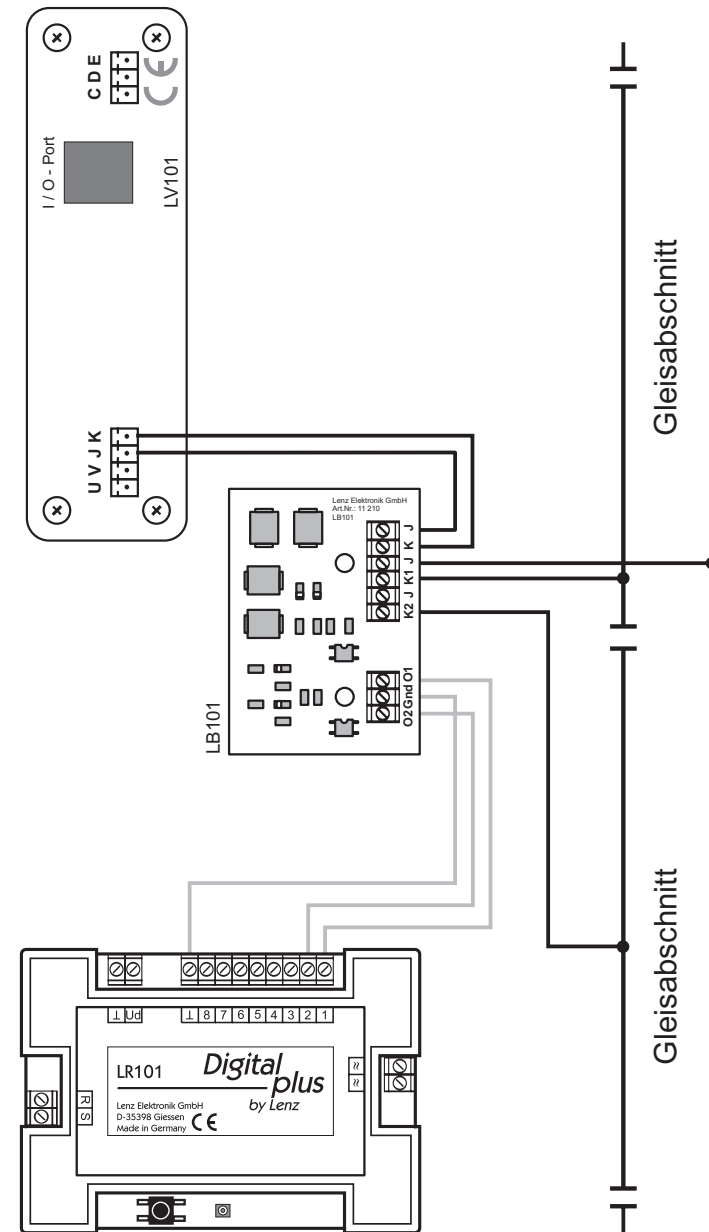 I / O - Port
C D E
CE
LV101
U V J K
Lenz Elektronik GmbH
Art.Nr.: 11 210
LB101
LB101
J
K
J
K1
J
K2
O1
Gnd
O2
Gleisabschnitt
Gleisabschnitt
⊥ Ud
⊥ 8 7 6 5 4 3 2 1
LR101
Digital
plus
by Lenz
Lenz Elektronik GmbH
D-35398 Giessen
Made in Germany CE
R
S
≈
≈